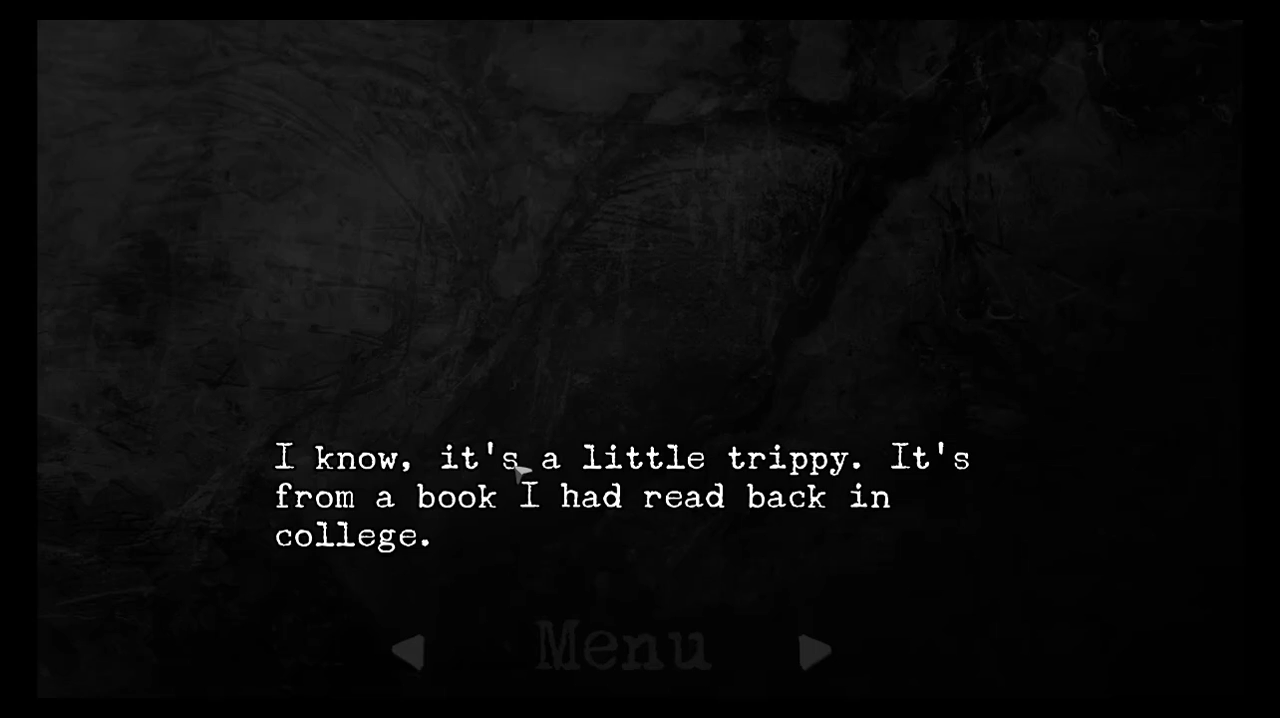 I know, it's a little trippy. It's
from a book I had read back in
college.
Menu